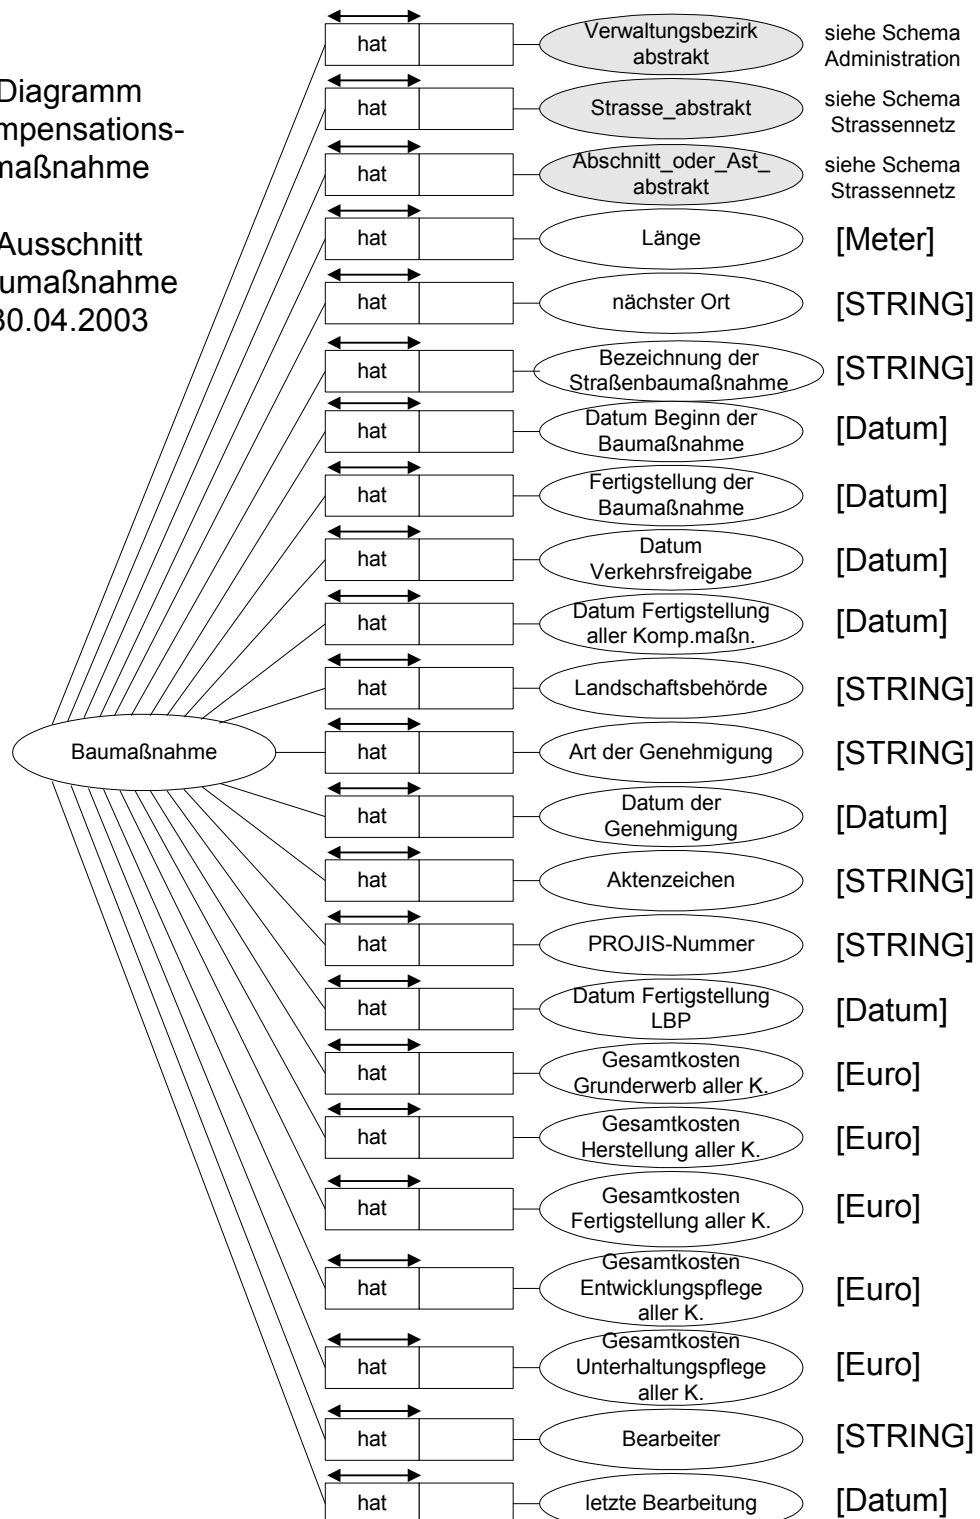 Diagramm
mpensations-
maßnahme
Ausschnitt
umaßnahme
30.04.2003
hat
Verwaltungsbezirk
abstrakt
siehe Schema
Administration
hat
Strasse_abstrakt
siehe Schema
Strassennetz
hat
Abschnitt_oder_Ast_
abstrakt
siehe Schema
Strassennetz
hat
Länge
[Meter]
hat
nächster Ort
[STRING]
hat
Bezeichnung der
Straßenbaumaßnahme
[STRING]
hat
Datum Beginn der
Baumaßnahme
[Datum]
hat
Fertigstellung der
Baumaßnahme
[Datum]
hat
Datum
Verkehrsfreigabe
[Datum]
hat
Datum Fertigstellung
aller Komp.maßn.
[Datum]
hat
Landschaftsbehörde
[STRING]
Baumaßnahme
hat
Art der Genehmigung
[STRING]
hat
Datum der
Genehmigung
[Datum]
hat
Aktenzeichen
[STRING]
hat
PROJIS-Nummer
[STRING]
hat
Datum Fertigstellung
LBP
[Datum]
hat
Gesamtkosten
Grunderwerb aller K.
[Euro]
hat
Gesamtkosten
Herstellung aller K.
[Euro]
hat
Gesamtkosten
Fertigstellung aller K.
[Euro]
hat
Gesamtkosten
Entwicklungspflege
aller K.
[Euro]
hat
Gesamtkosten
Unterhaltungspflege
aller K.
[Euro]
hat
Bearbeiter
[STRING]
hat
letzte Bearbeitung
[Datum]